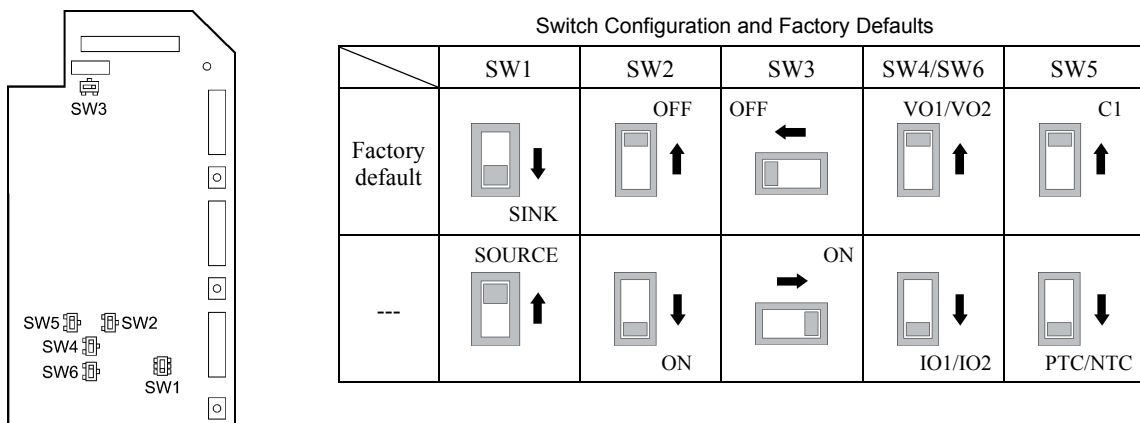 SW3
SW5
SW2
SW4
SW6
SW1
Switch Configuration and Factory Defaults
SW1 SW2 SW3 SW4/SW6 SW5
Factory
default
SINK
OFF
OFF
VO1/VO2
C1
---
SOURCE
ON
ON
IO1/IO2
PTC/NTC